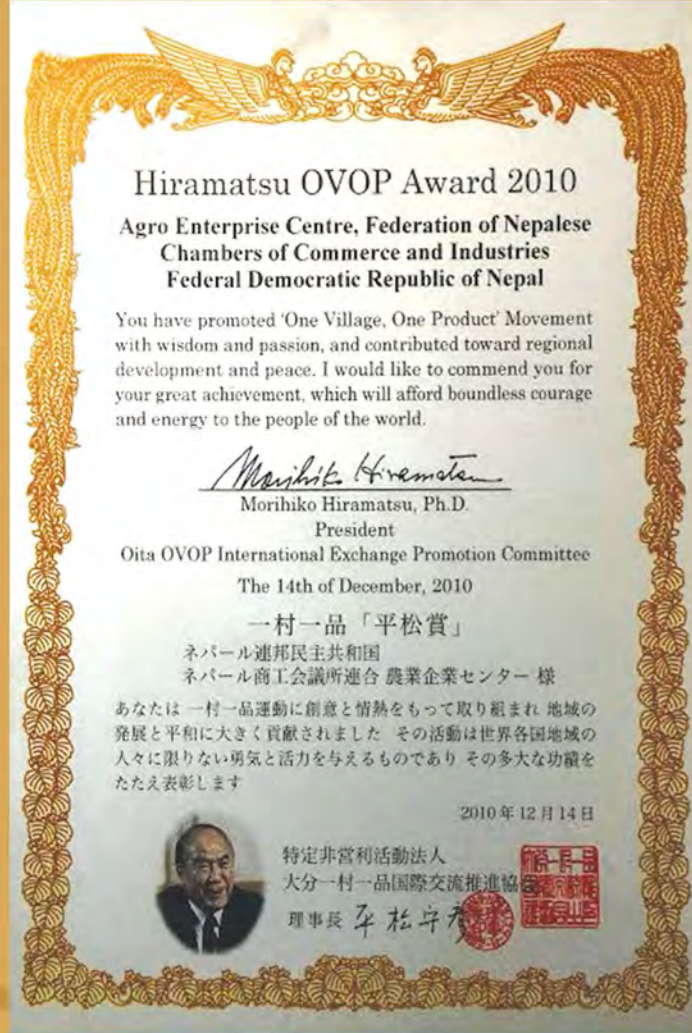 Hiramatsu OVOP Award 2010
Agro Enterprise Centre, Federation of Nepalese
Chambers of Commerce and Industries
Federal Democratic Republic of Nepal
You have promoted 'One Village, One Product' Movement
with wisdom and passion, and contributed toward regional
development and peace. I would like to commend you for
your great achievement, which will afford boundless courage
and energy to the people of the world.
Morihiko Hiramatsu
Morihiko Hiramatsu, Ph.D.
President
Oita OVOP International Exchange Promotion Committee
The 14th of December, 2010
一村一品「平松賞」
ネパール連邦民主共和国
ネパール商工会議所連合 農業企業センター 様
あなたは 一村一品運動に創意と情熱をもって取り組まれ 地域の
発展と平和に大きく貢献されました その活動は世界各国地域の
人々に限りない勇気と活力を与えるものであり その多大な功績を
たたえ表彰します
2010年12月14日
特定非営利活動法人
大分一村一品国際交流推進協会
理事長 平松守彦